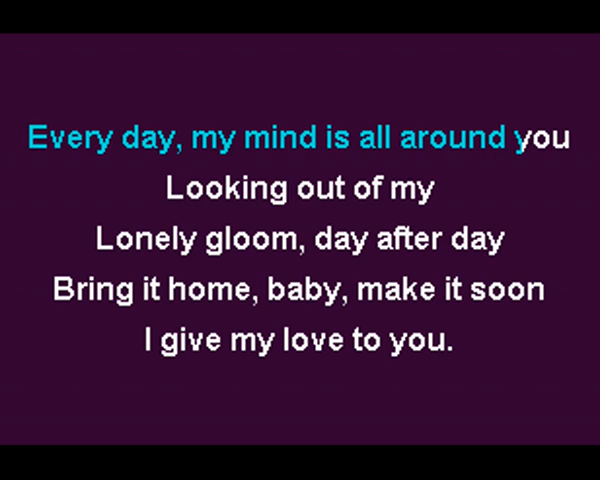 Every day, my mind is all around you
Looking out of my
Lonely gloom, day after day
Bring it home, baby, make it soon
I give my love to you.